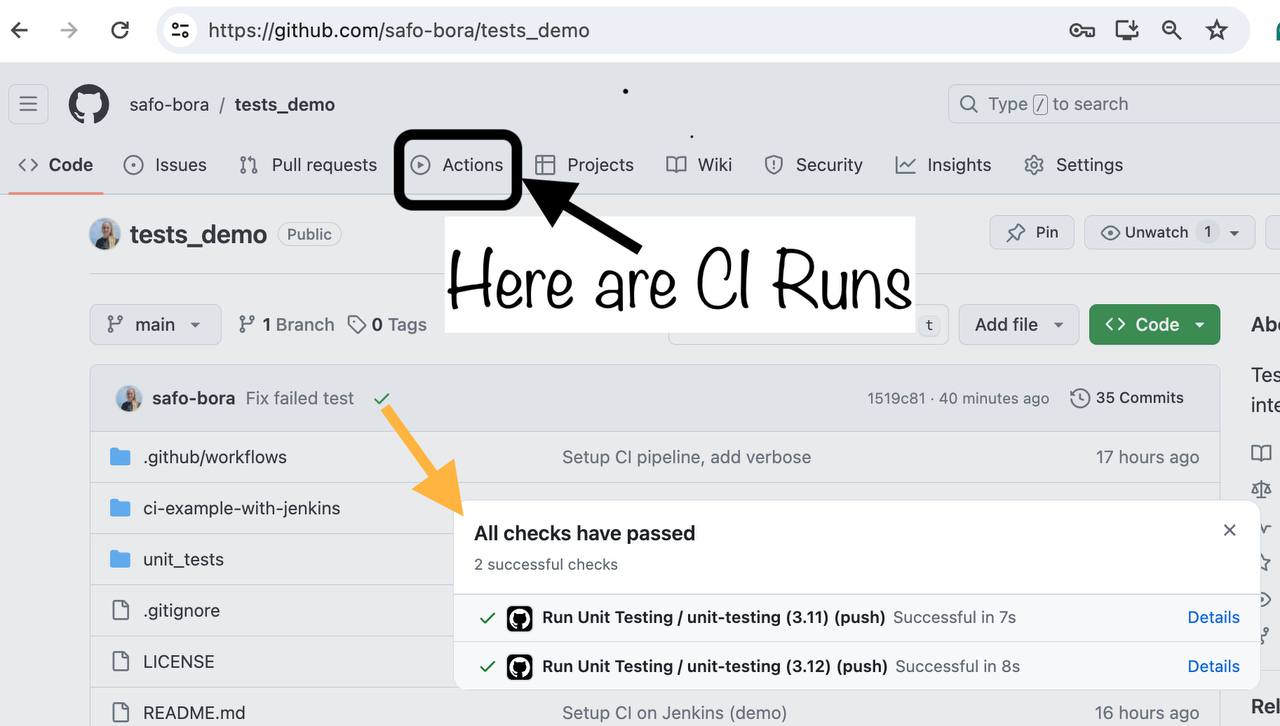 https://github.com/safo-bora/tests_demo
safo-bora / tests_demo
Type / to search
Code Issues Pull requests Actions Projects Wiki Security Insights Settings
tests_demo Public
Pin Unwatch 1
Here are CI Runs
main 1 Branch 0 Tags t Add file Code
safo-bora Fix failed test 1519c81 · 40 minutes ago 35 Commits
.github/workflows Setup CI pipeline, add verbose 17 hours ago
ci-example-with-jenkins
unit_tests
.gitignore
LICENSE
README.md Setup CI on Jenkins (demo) 16 hours ago
All checks have passed
2 successful checks
Run Unit Testing / unit-testing (3.11) (push) Successful in 7s Details
Run Unit Testing / unit-testing (3.12) (push) Successful in 8s Details